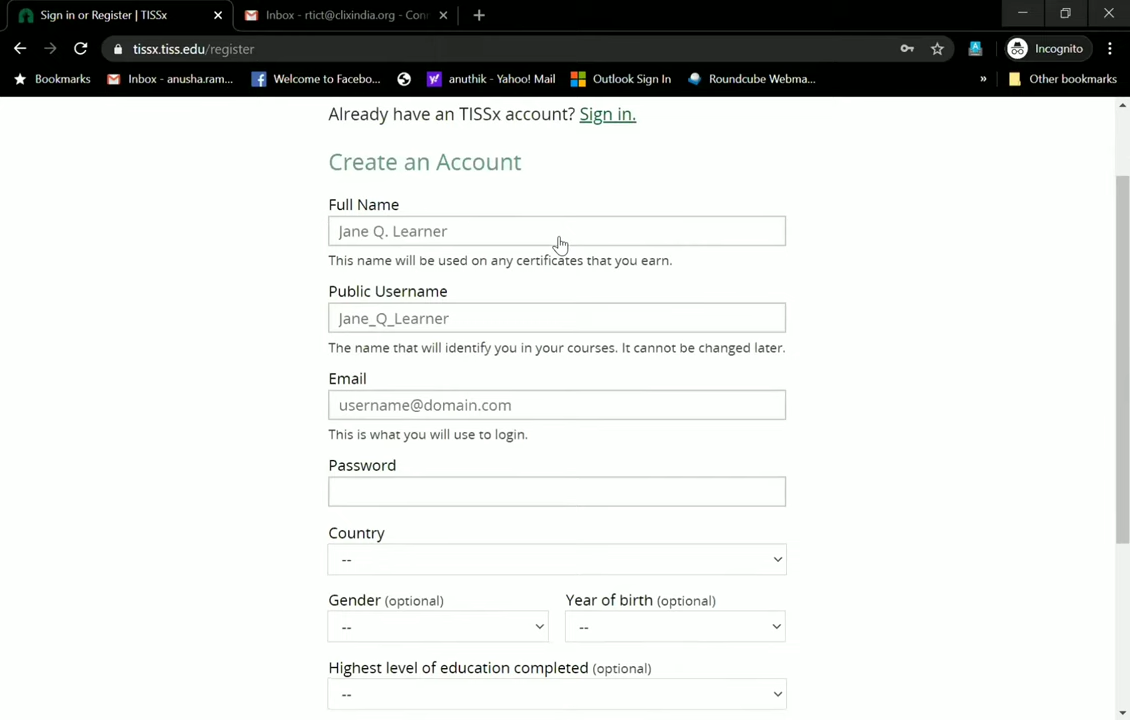 Sign in or Register | TISSx
Inbox - rtict@clixindia.org - Conn
tissx.tiss.edu/register
Incognito
Bookmarks
Inbox - anusha.ram...
Welcome to Facebo...
anuthik - Yahoo! Mail
Outlook Sign In
Roundcube Webma...
»
Other bookmarks
Already have an TISSx account? Sign in.
Create an Account
Full Name
Jane Q. Learner
This name will be used on any certificates that you earn.
Public Username
Jane_Q_Learner
The name that will identify you in your courses. It cannot be changed later.
Email
username@domain.com
This is what you will use to login.
Password
Country
--
Gender (optional)
Year of birth (optional)
--
--
Highest level of education completed (optional)
--